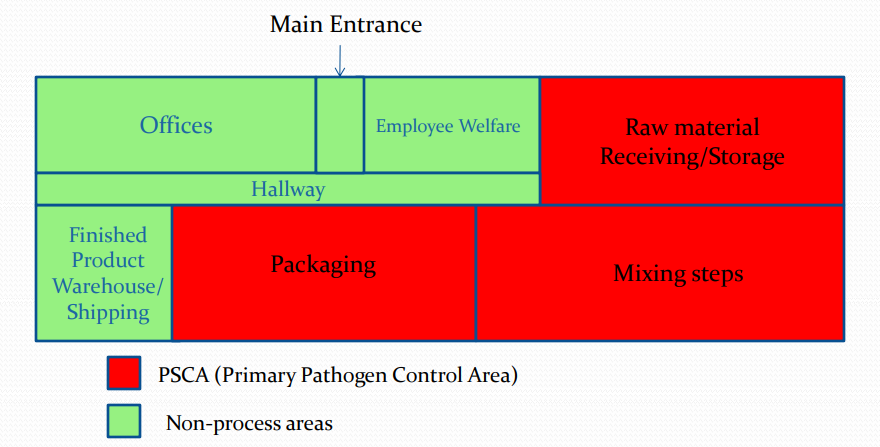 Main Entrance
Offices
Employee Welfare
Raw material
Receiving/Storage
Hallway
Finished
Product
Warehouse/
Shipping
Packaging
Mixing steps
PSCA (Primary Pathogen Control Area)
Non-process areas